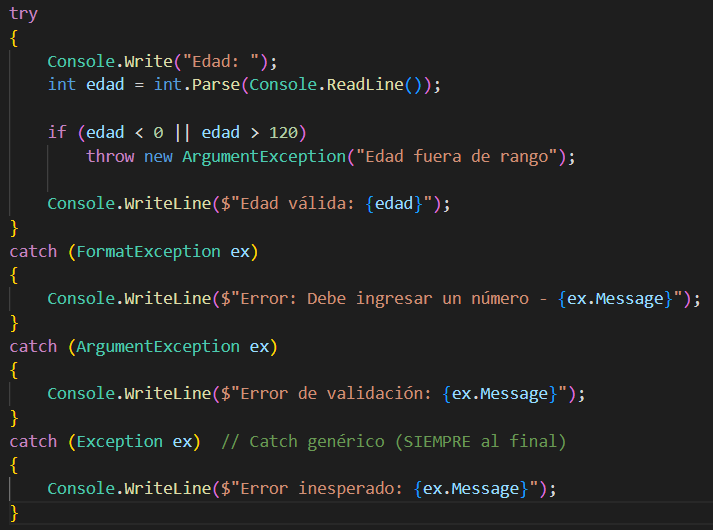 try
{
    Console.Write("Edad: ");
    int edad = int.Parse(Console.ReadLine());

    if (edad < 0 || edad > 120)
        throw new ArgumentException("Edad fuera de rango");

    Console.WriteLine($"Edad válida: {edad}");
}
catch (FormatException ex)
{
    Console.WriteLine($"Error: Debe ingresar un número - {ex.Message}");
}
catch (ArgumentException ex)
{
    Console.WriteLine($"Error de validación: {ex.Message}");
}
catch (Exception ex)  // Catch genérico (SIEMPRE al final)
{
    Console.WriteLine($"Error inesperado: {ex.Message}");
}